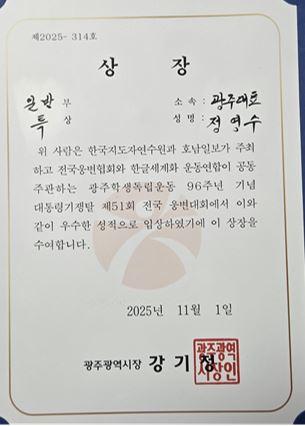 제2025- 314호
상 장
일반 부
소 속 : 광주대표
특 상
성 명 : 정영수
위 사람은 한국지도자연수원과 호남일보가 주최
하고 전국웅변협회와 한글세계화 운동연합이 공동
주관하는 광주학생독립운동 96주년 기념
대통령기쟁탈 제51회 전국 웅변대회에서 이와
같이 우수한 성적으로 입상하였기에 이 상장을
수여합니다.
2025년 11월 1일
광주광역시장 강 기 정
광주광역
시장인